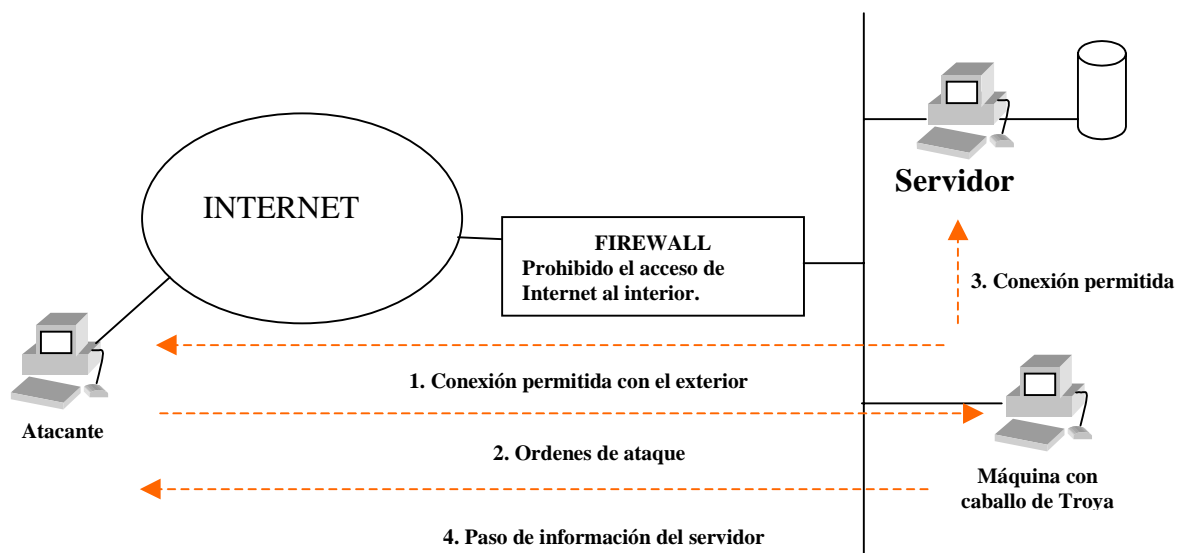 Servidor
INTERNET
FIREWALL
Prohibido el acceso de
Internet al interior.
3. Conexión permitida
1. Conexión permitida con el exterior
Atacante
2. Ordenes de ataque
Máquina con
caballo de Troya
4. Paso de información del servidor